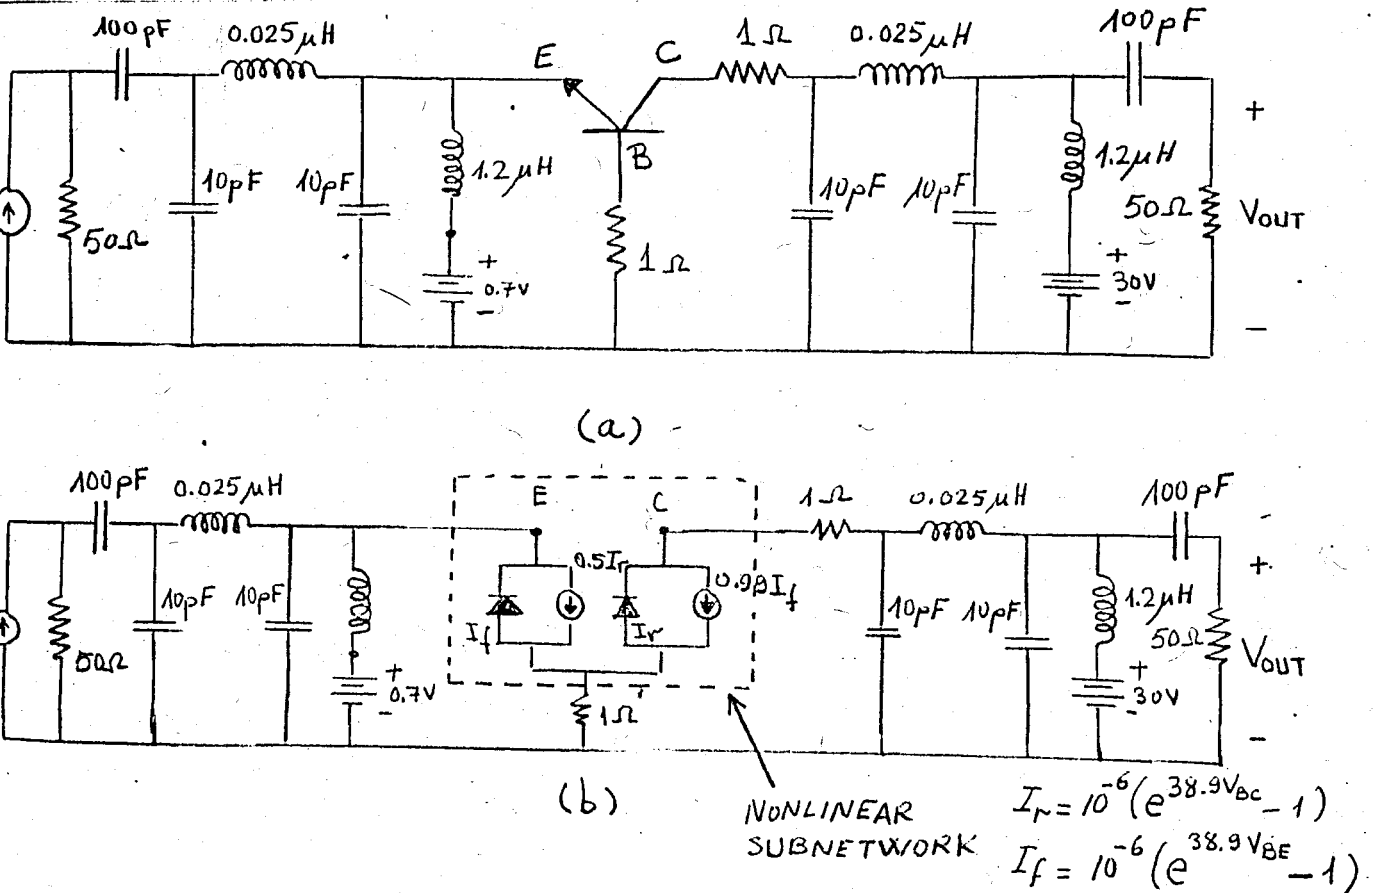 100pF 0.025μH 1Ω 0.025μH 100pF
E C
B
10pF 10pF 1.2μH 10pF 10pF 1.2μH
50Ω 1Ω 50Ω
+
VOUT
-
+ 0.7V -
+ 30V -
(a)
100pF 0.025μH 1Ω 0.025μH 100pF
E C
0.5Ir 0.98If
10pF 10pF 10pF 10pF 1.2μH
If Ir
50Ω 50Ω
+
VOUT
-
+ 0.7V -
1Ω
+ 30V -
(b)
NONLINEAR
SUBNETWORK
Ir = 10^-6 (e^38.9VBC - 1)
If = 10^-6 (e^38.9VBE - 1)